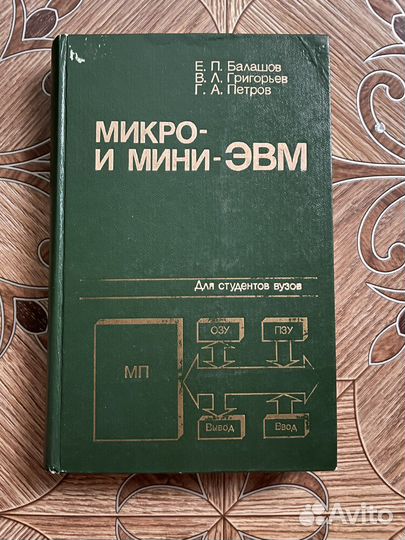 Е. П. Балашов
В. Л. Григорьев
Г. А. Петров
МИКРО-
И МИНИ-ЭВМ
Для студентов вузов
МП
ОЗУ
ПЗУ
Вывод
Ввод
Avito